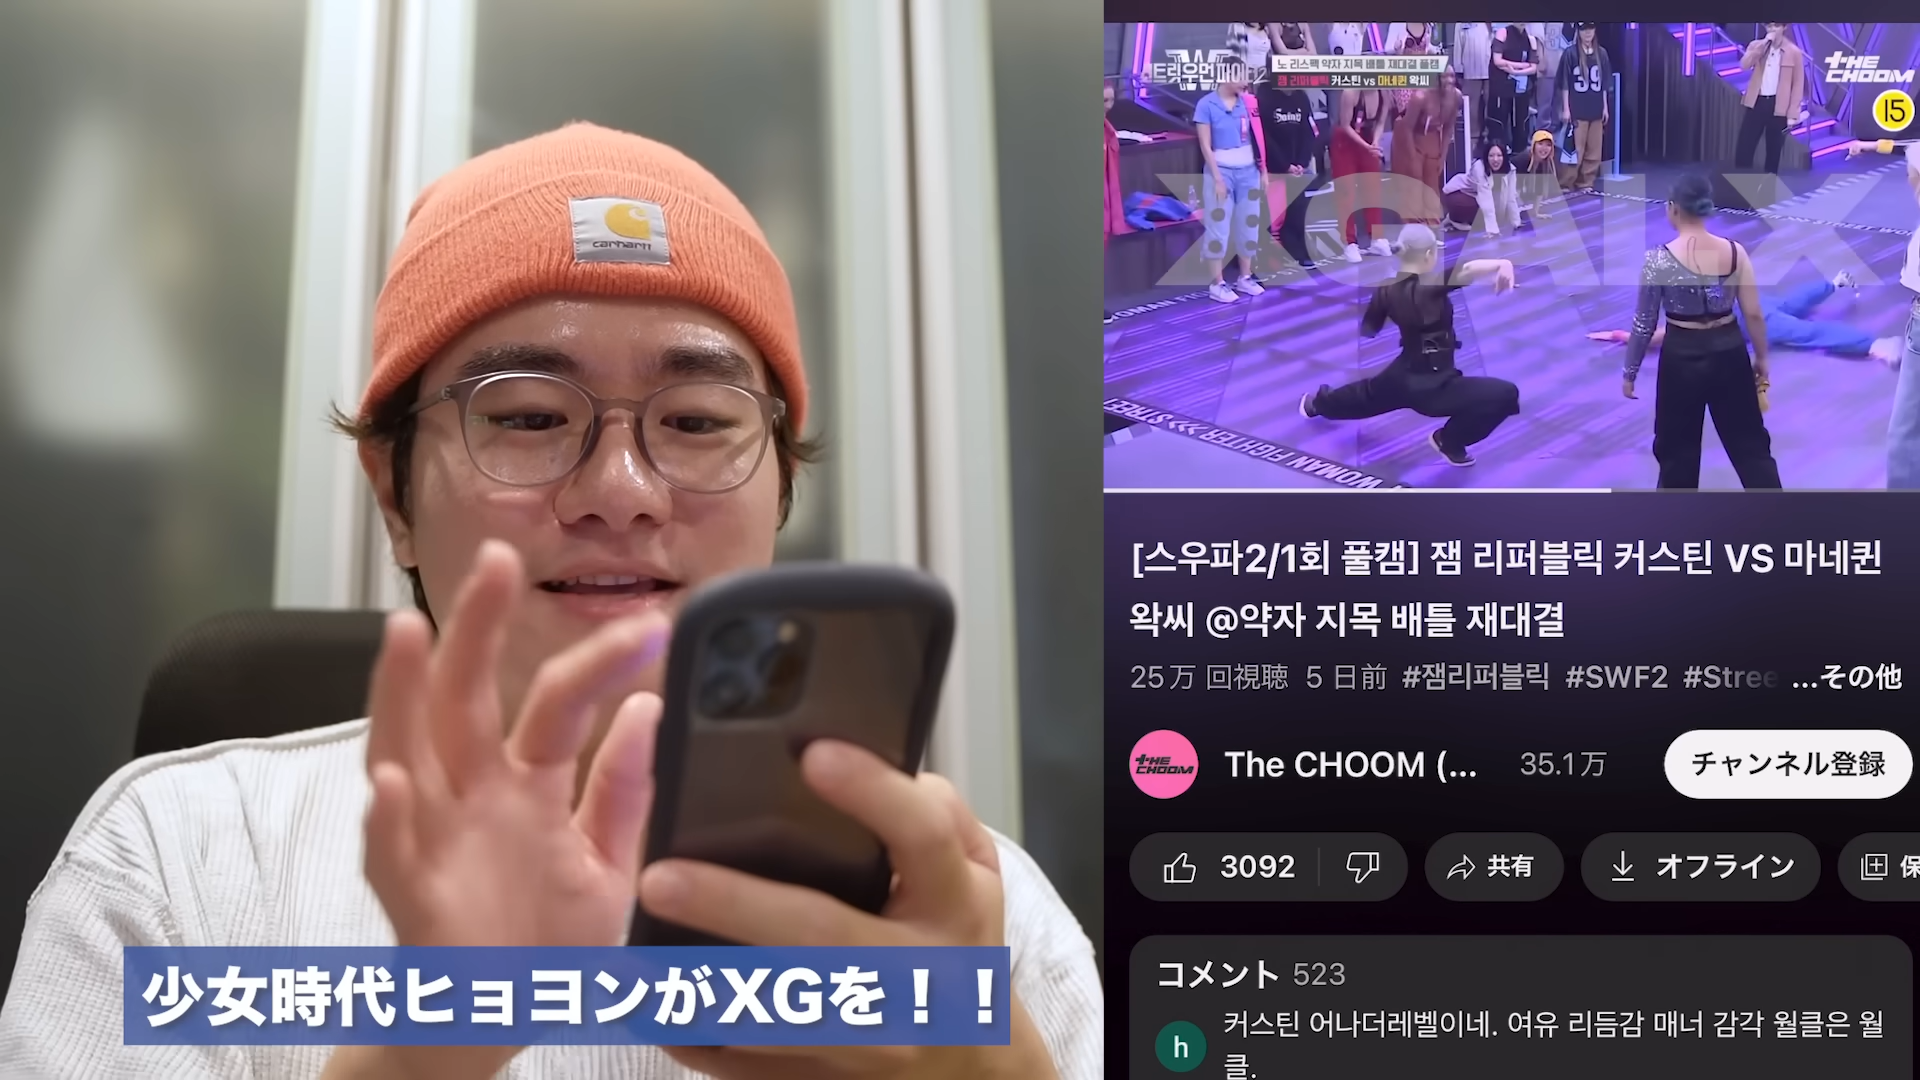 carhartt
少女時代ヒョヨンがXGを！！
스트릿우먼파이터2
노 리스펙 약자 지목 배틀 재대결 풀캠
잼 리퍼블릭 커스틴 vs 마네퀸 왁씨
THE CHOOM
15
39
XGALX
WOMAN FIGHTER >>> STREET
[스우파2/1회 풀캠] 잼 리퍼블릭 커스틴 VS 마네퀸
왁씨 @약자 지목 배틀 재대결
25万 回視聴 5 日前 #잼리퍼블릭 #SWF2 #Stree ...その他
THE CHOOM
The CHOOM (... 35.1万 チャンネル登録
3092 共有 オフライン 保
コメント 523
h
커스틴 어나더레벨이네. 여유 리듬감 매너 감각 월클은 월
클.